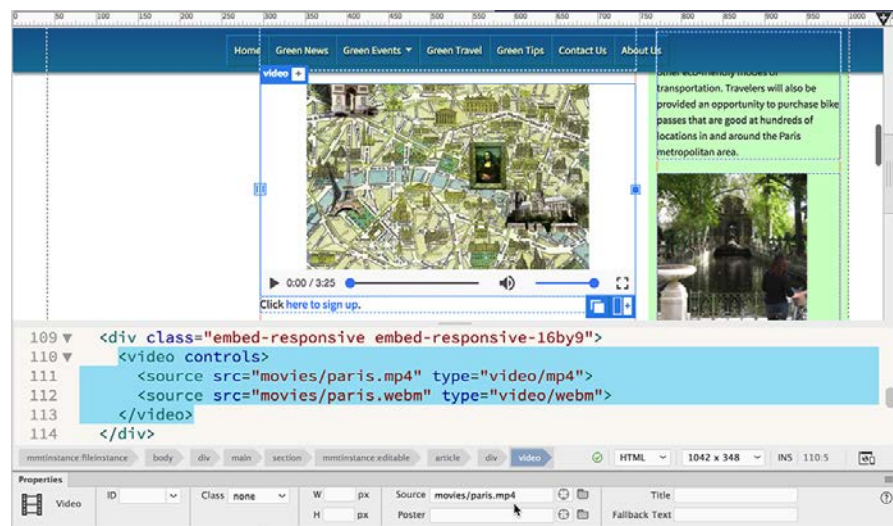 0 50 100 150 200 250 300 350 400 450 500 550 600 650 700 750 800 850 900 950 1000
Home Green News Green Events Green Travel Green Tips Contact Us About Us
video +
other eco-friendly modes of
transportation. Travelers will also be
provided an opportunity to purchase bike
passes that are good at hundreds of
locations in and around the Paris
metropolitan area.
0:00 / 3:25
Click here to sign up.
109 <div class="embed-responsive embed-responsive-16by9">
110 <video controls>
111 <source src="movies/paris.mp4" type="video/mp4">
112 <source src="movies/paris.webm" type="video/webm">
113 </video>
114 </div>
mmtinstance:fileinstance body div main section mmtinstance:editable article div video HTML 1042 x 348 INS 110:5
Properties
Video ID Class none W px Source movies/paris.mp4 Title
H px Poster Fallback Text